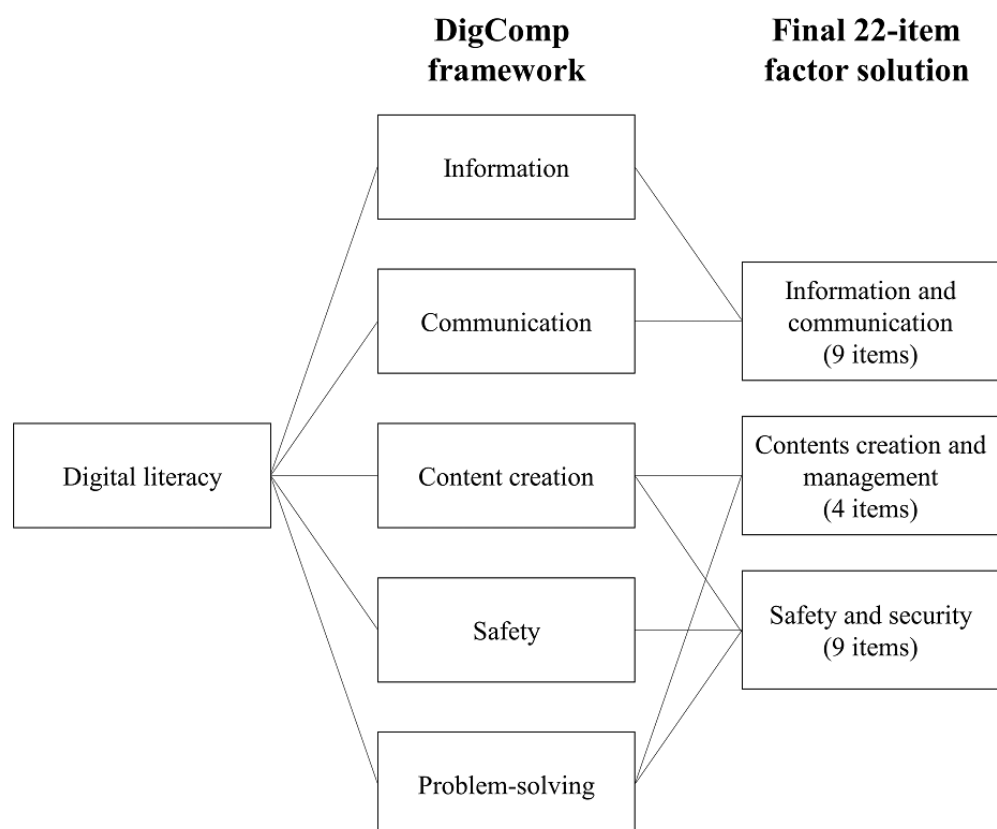 DigComp
framework
Final 22-item
factor solution
Information
Communication
Information and
communication
(9 items)
Digital literacy
Content creation
Contents creation and
management
(4 items)
Safety
Safety and security
(9 items)
Problem-solving